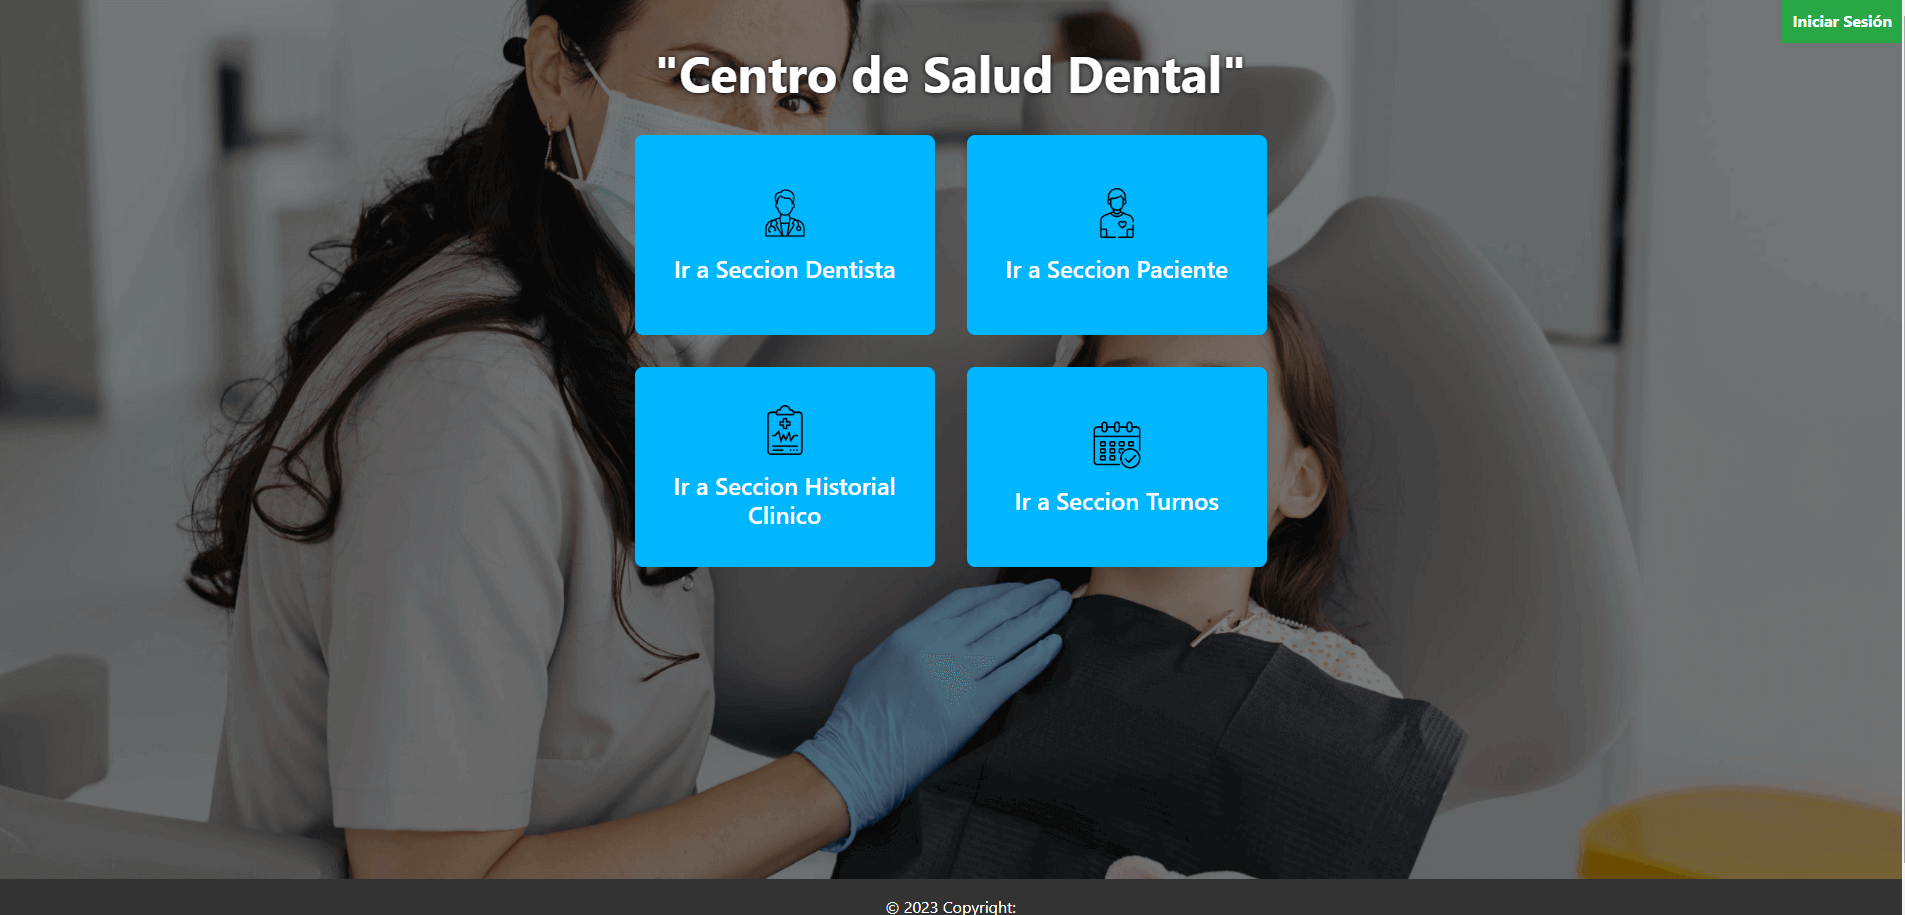 Iniciar Sesión
"Centro de Salud Dental"
Ir a Seccion Dentista
Ir a Seccion Paciente
Ir a Seccion Historial
Clinico
Ir a Seccion Turnos
© 2023 Copyright: